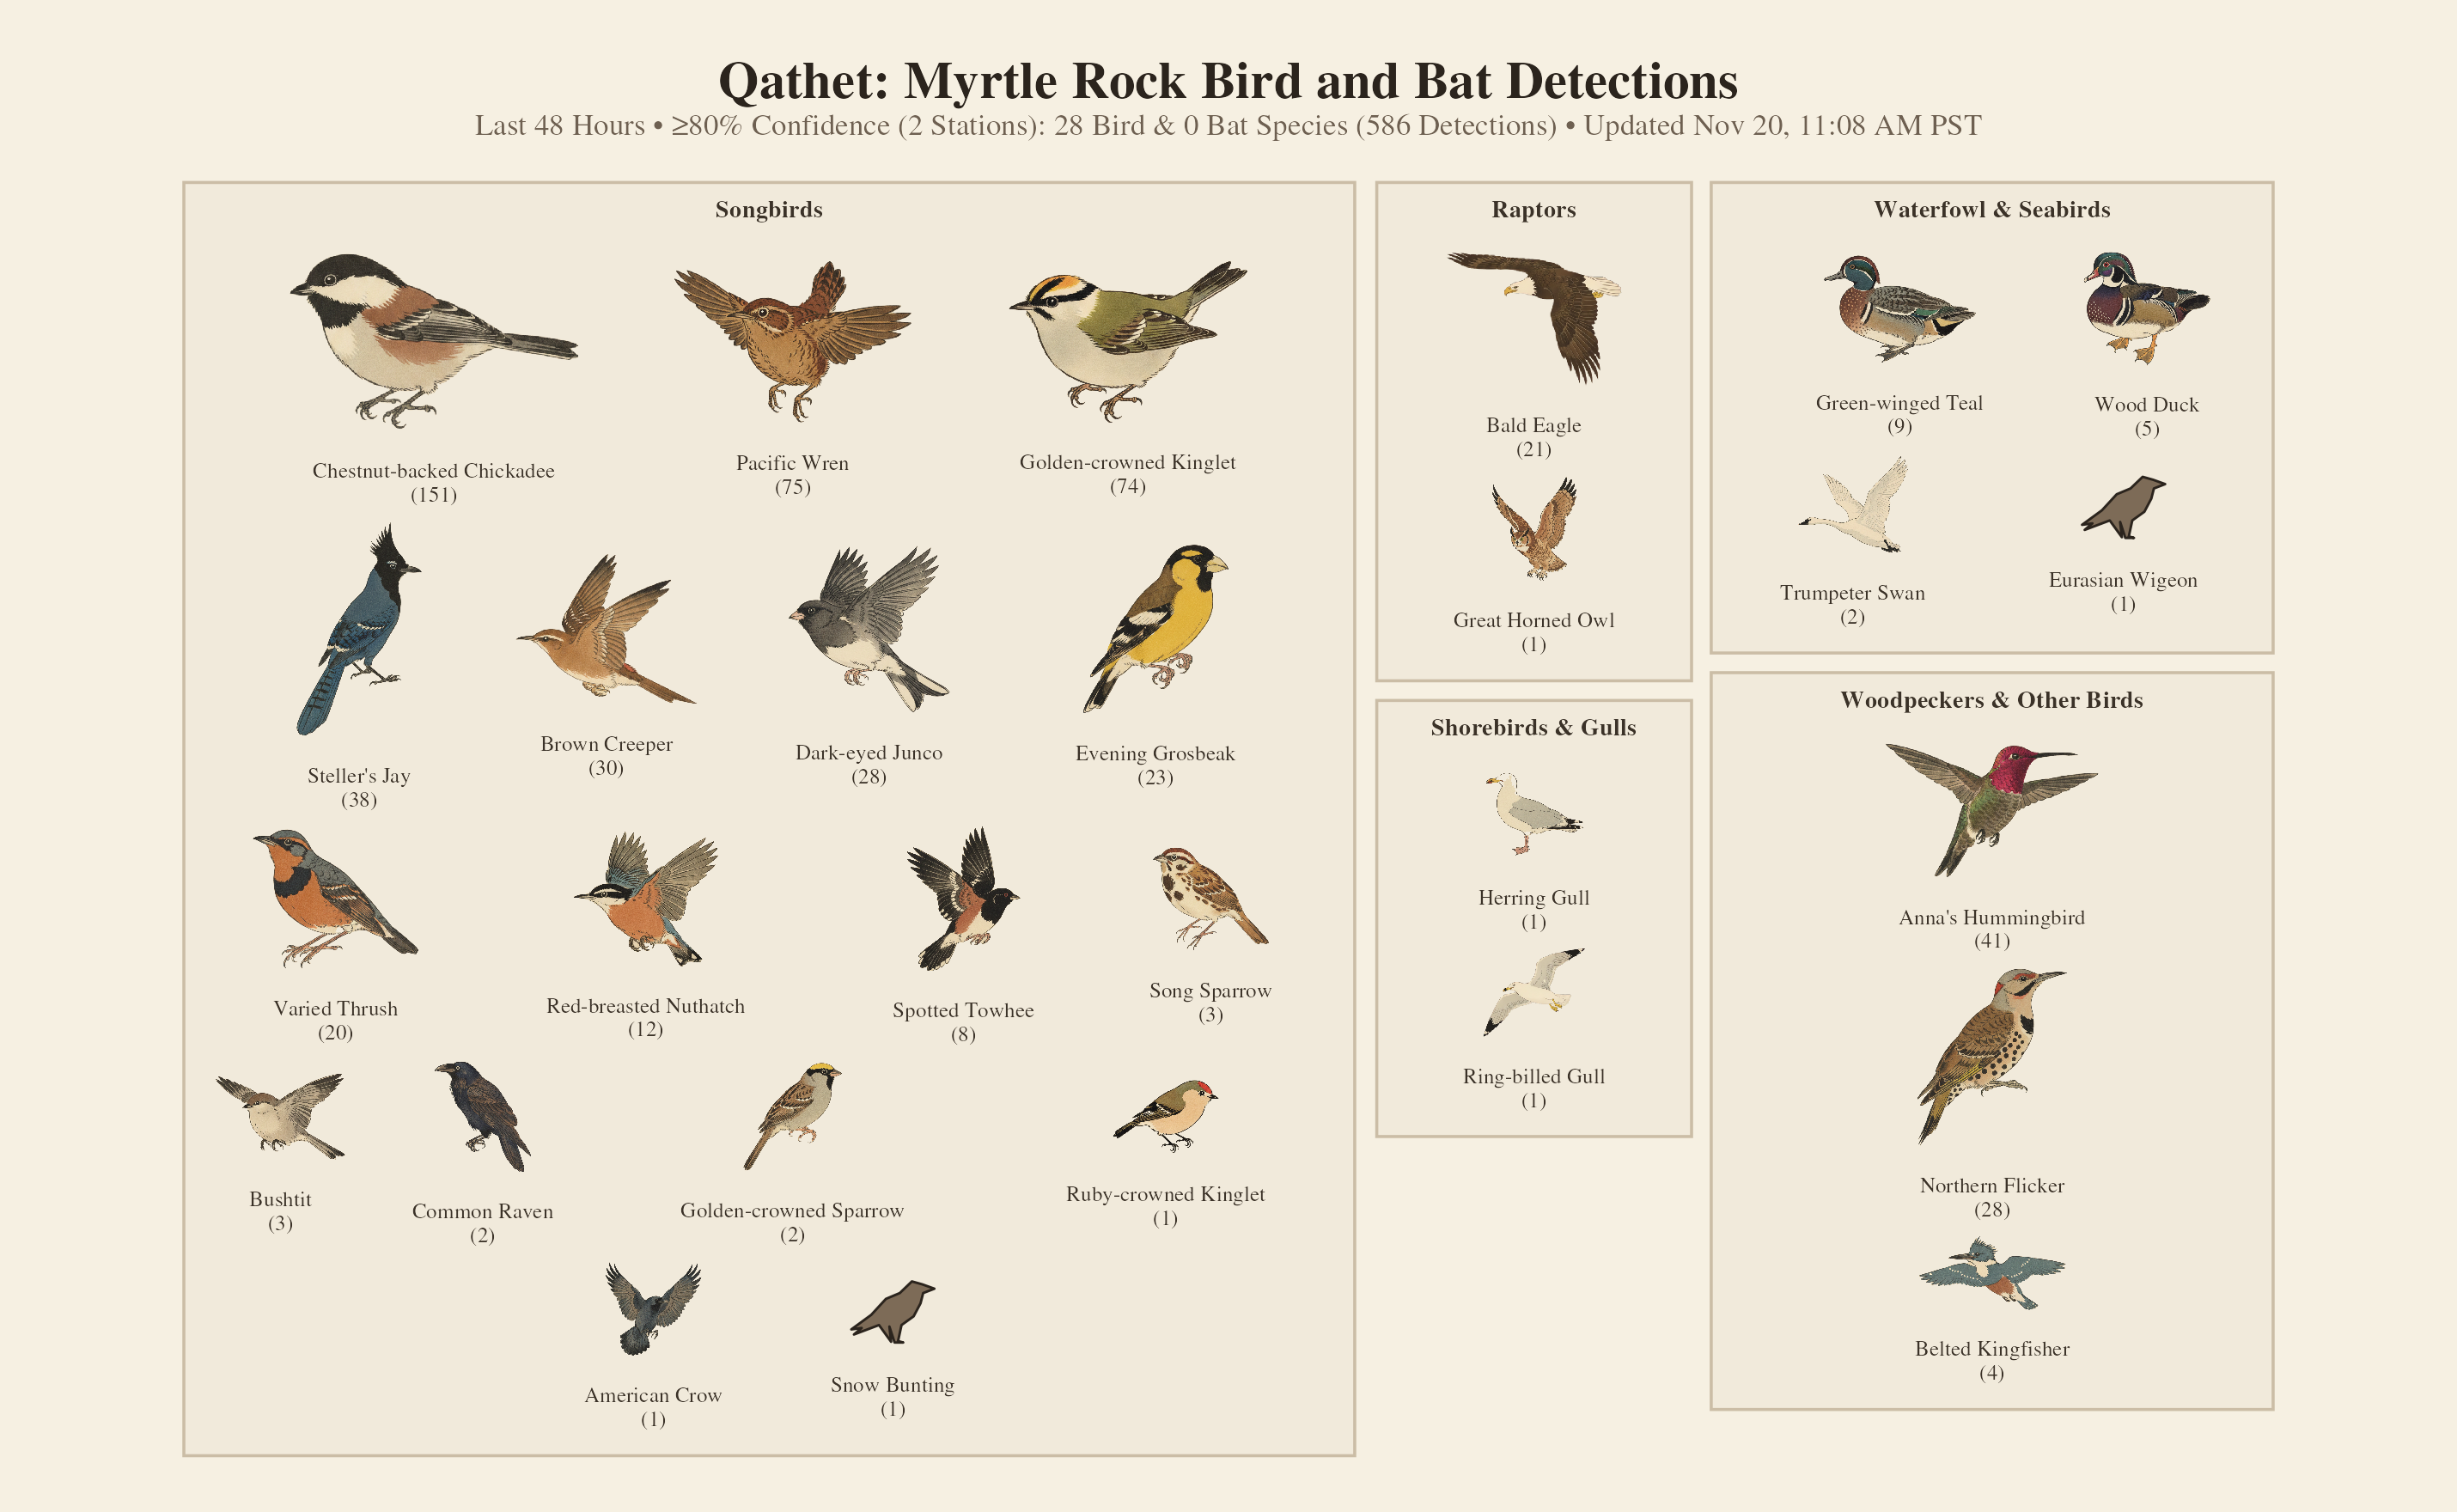 Qathet: Myrtle Rock Bird and Bat Detections
Last 48 Hours • ≥80% Confidence (2 Stations): 28 Bird & 0 Bat Species (586 Detections) • Updated Nov 20, 11:08 AM PST
Songbirds
Chestnut-backed Chickadee
(151)
Pacific Wren
(75)
Golden-crowned Kinglet
(74)
Steller's Jay
(38)
Brown Creeper
(30)
Dark-eyed Junco
(28)
Evening Grosbeak
(23)
Varied Thrush
(20)
Red-breasted Nuthatch
(12)
Spotted Towhee
(8)
Song Sparrow
(3)
Bushtit
(3)
Common Raven
(2)
Golden-crowned Sparrow
(2)
Ruby-crowned Kinglet
(1)
American Crow
(1)
Snow Bunting
(1)
Raptors
Bald Eagle
(21)
Great Horned Owl
(1)
Shorebirds & Gulls
Herring Gull
(1)
Ring-billed Gull
(1)
Waterfowl & Seabirds
Green-winged Teal
(9)
Wood Duck
(5)
Trumpeter Swan
(2)
Eurasian Wigeon
(1)
Woodpeckers & Other Birds
Anna's Hummingbird
(41)
Northern Flicker
(28)
Belted Kingfisher
(4)